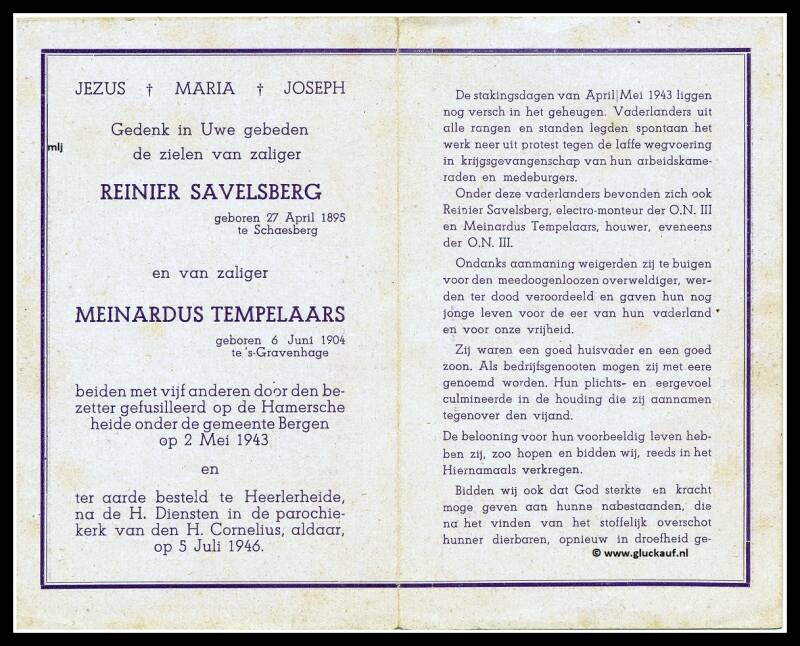 JEZUS † MARIA † JOSEPH
Gedenk in Uwe gebeden
de zielen van zaliger
mlj
REINIER SAVELSBERG
geboren 27 April 1895
te Schaesberg
en van zaliger
MEINARDUS TEMPELAARS
geboren 6 Juni 1904
te 's-Gravenhage
beiden met vijf anderen door den be-
zetter gefusilleerd op de Hamersche
heide onder de gemeente Bergen
op 2 Mei 1943
en
ter aarde besteld te Heerlerheide,
na de H. Diensten in de parochie-
kerk van den H. Cornelius, aldaar,
op 5 Juli 1946.
De stakingsdagen van April/Mei 1943 liggen
nog versch in het geheugen. Vaderlanders uit
alle rangen en standen legden spontaan het
werk neer uit protest tegen de laffe wegvoering
in krijgsgevangenschap van hun arbeidskame-
raden en medeburgers.
Onder deze vaderlanders bevonden zich ook
Reinier Savelsberg, electro-monteur der O.N. III
en Meinardus Tempelaars, houwer, eveneens
der O.N. III.
Ondanks aanmaning weigerden zij te buigen
voor den meedoogenloozen overweldiger, wer-
den ter dood veroordeeld en gaven hun nog
jonge leven voor de eer van hun vaderland
en voor onze vrijheid.
Zij waren een goed huisvader en een goed
zoon. Als bedrijfsgenooten mogen zij met eere
genoemd worden. Hun plichts- en eergevoel
culmineerde in de houding die zij aannamen
tegenover den vijand.
De belooning voor hun voorbeeldig leven heb-
ben zij, zoo hopen en bidden wij, reeds in het
Hiernamaals verkregen.
Bidden wij ook dat God sterkte en kracht
moge geven aan hunne nabestaanden, die
na het vinden van het stoffelijk overschot
hunner dierbaren, opnieuw in droefheid ge-
© www.gluckauf.nl